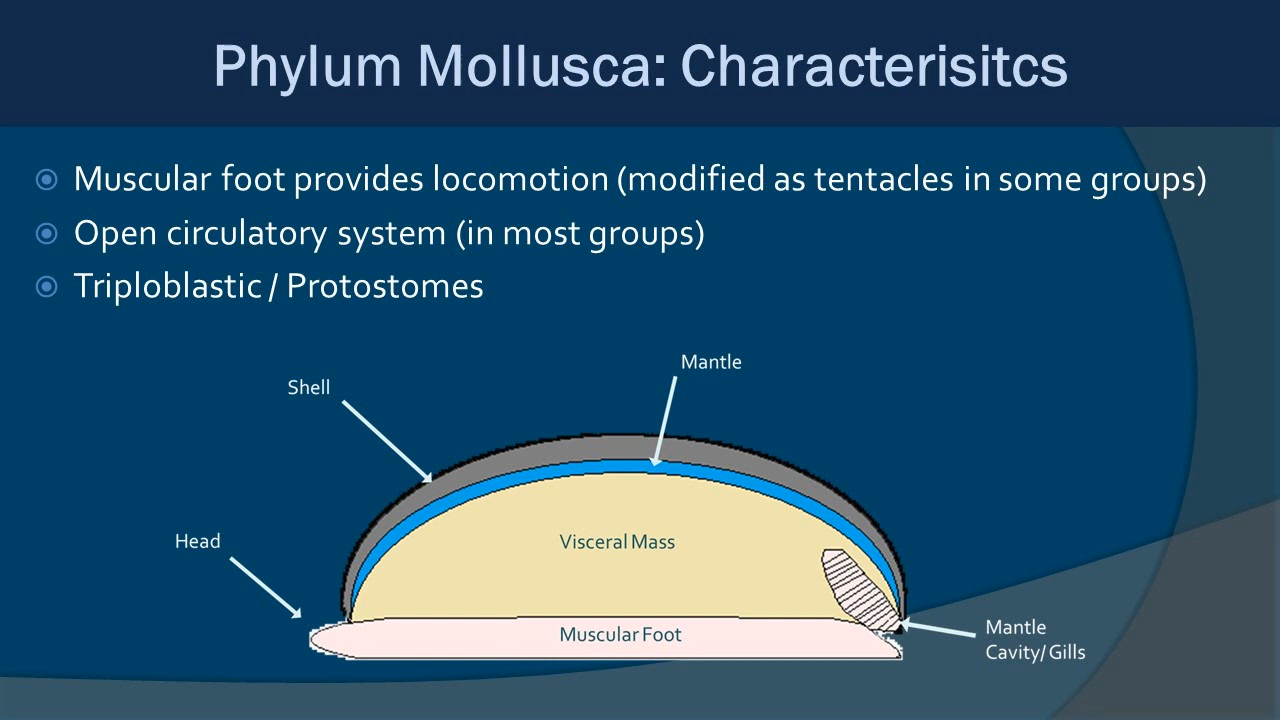 Phylum Mollusca: Characterisitcs
Muscular foot provides locomotion (modified as tentacles in some groups)
Open circulatory system (in most groups)
Triploblastic / Protostomes
Mantle
Shell
Head
Visceral Mass
Muscular Foot
Mantle
Cavity/ Gills